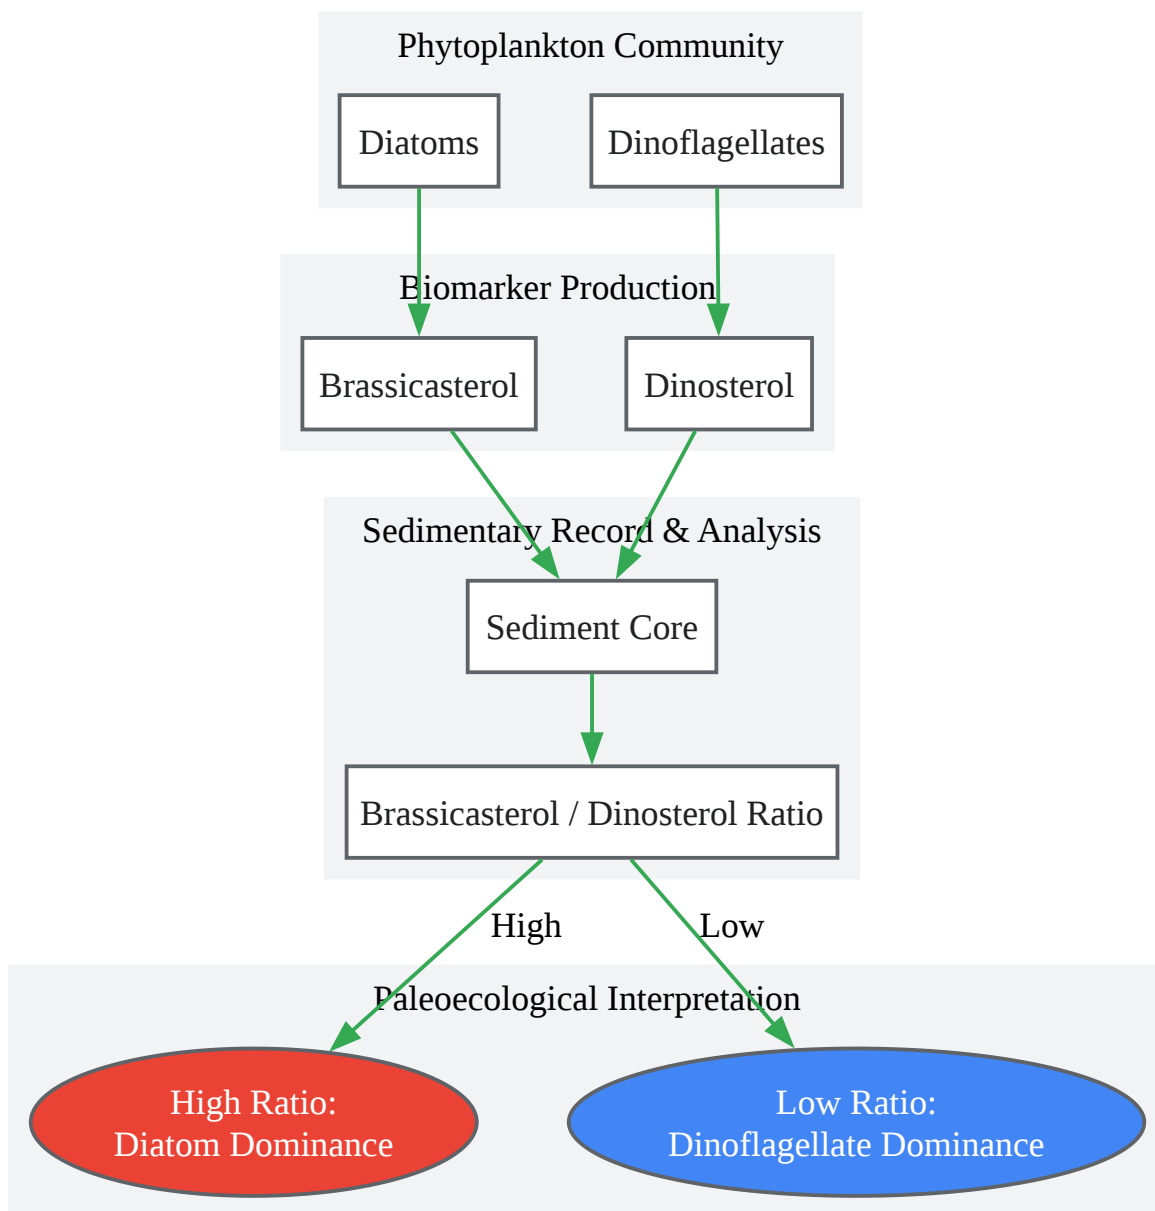 Phytoplankton Community
Diatoms
Dinoflagellates
Biomarker Production
Brassicasterol
Dinosterol
Sedimentary Record & Analysis
Sediment Core
Brassicasterol / Dinosterol Ratio
High
Low
Paleoecological Interpretation
High Ratio:
Diatom Dominance
Low Ratio:
Dinoflagellate Dominance